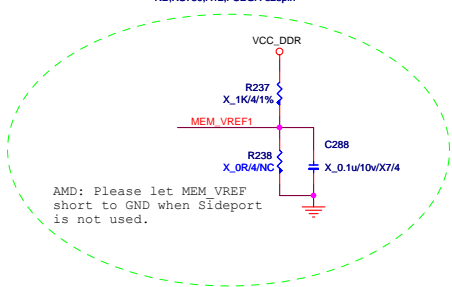 VCC_DDR
R237
X_1K/4/1%
MEM_VREF1
C288
R238
X_0R/4/NC
X_0.1u/10v/X7/4
AMD: Please let MEM_VREF
short to GND when Sideport
is not used.